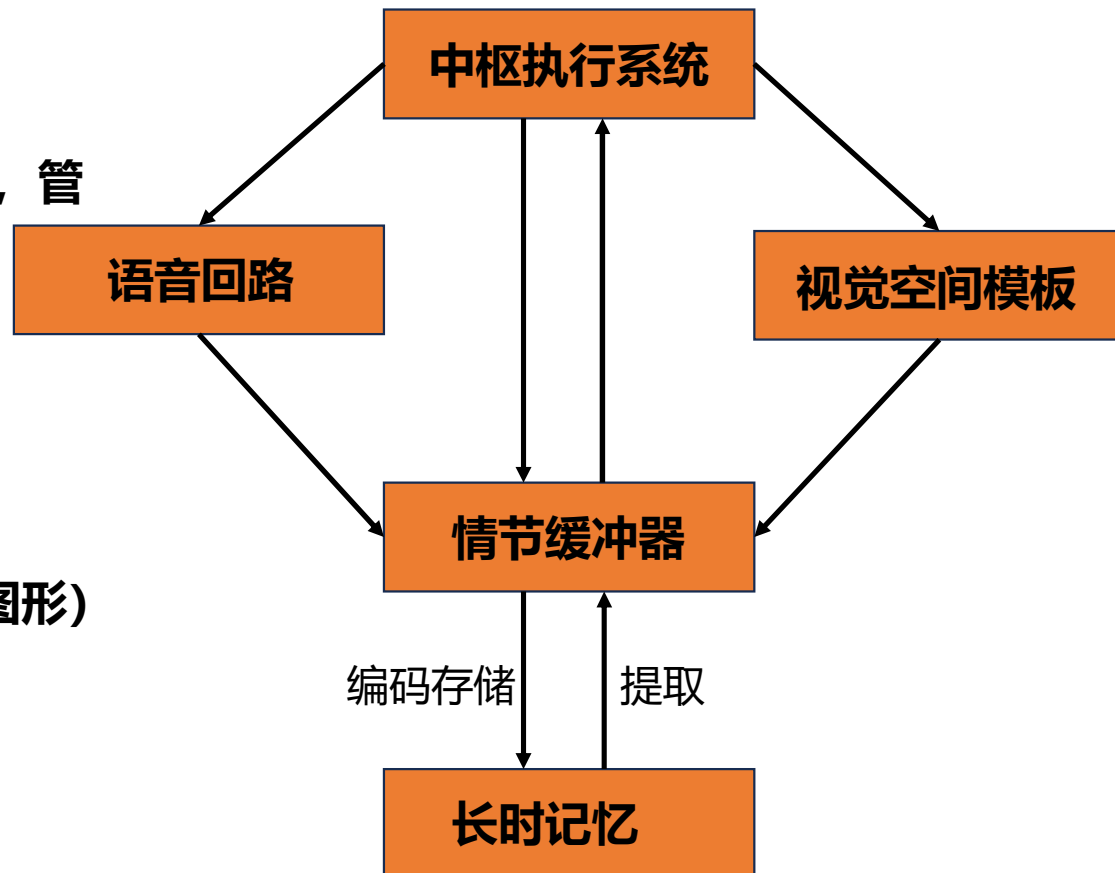 中枢执行系统
，管
语音回路
视觉空间模板
情节缓冲器
图形）
编码存储
提取
长时记忆